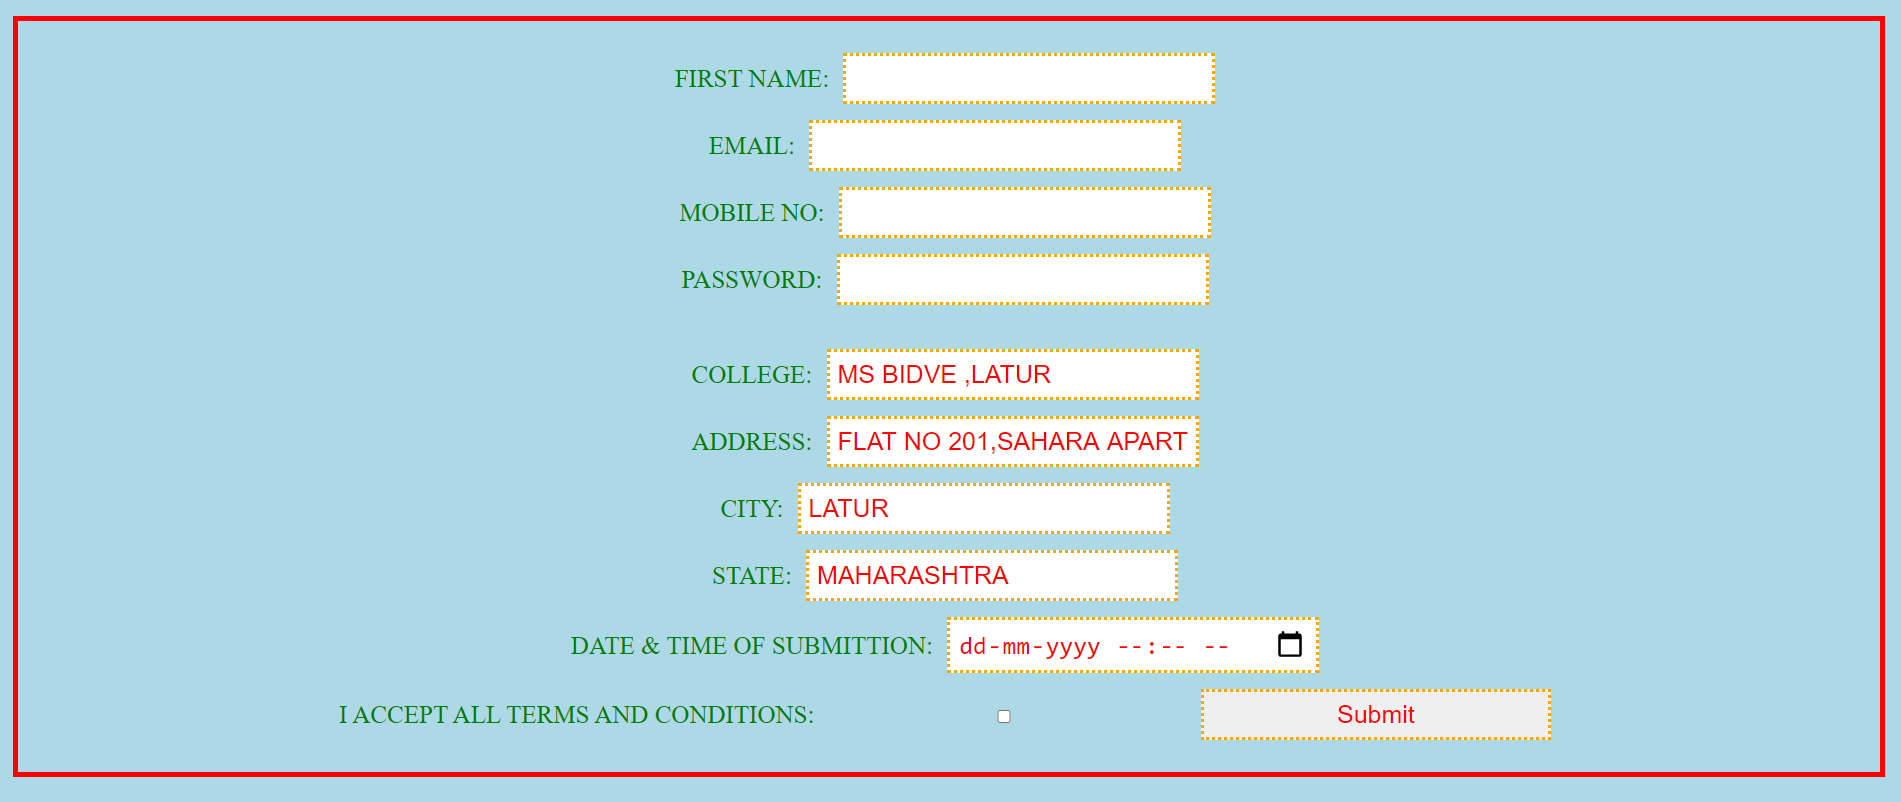 FIRST NAME:
EMAIL:
MOBILE NO:
PASSWORD:
COLLEGE: MS BIDVE ,LATUR
ADDRESS: FLAT NO 201,SAHARA APART
CITY: LATUR
STATE: MAHARASHTRA
DATE & TIME OF SUBMITTION: dd-mm-yyyy --:-- --
I ACCEPT ALL TERMS AND CONDITIONS: Submit